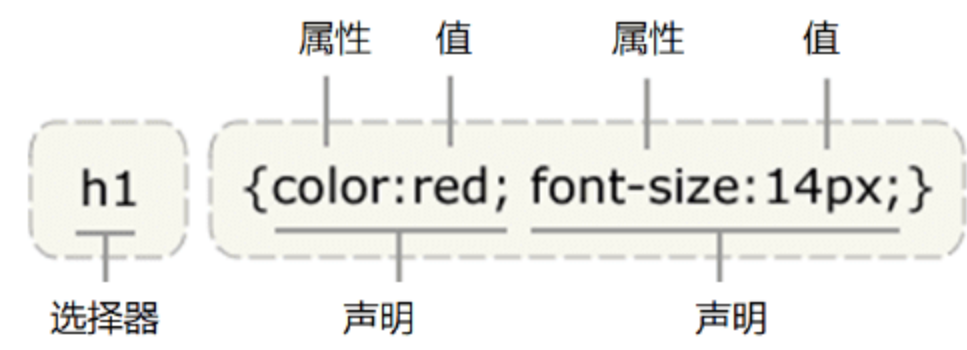 属性 值 属性 值
h1 {color:red; font-size:14px;}
选择器 声明 声明